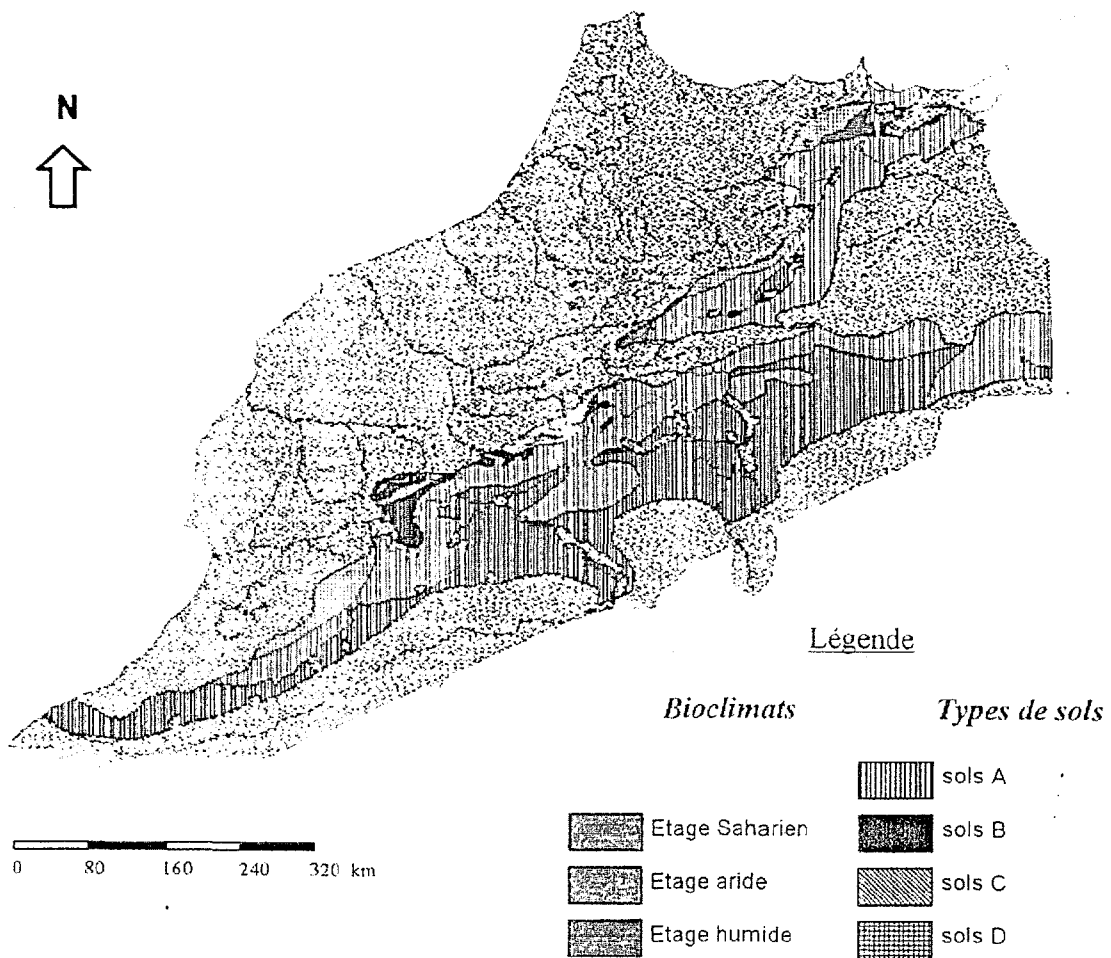 N
Légende
Bioclimats
Types de sols
sols A
Etage Saharien
sols B
Etage aride
sols C
Etage humide
sols D
0 80 160 240 320 km